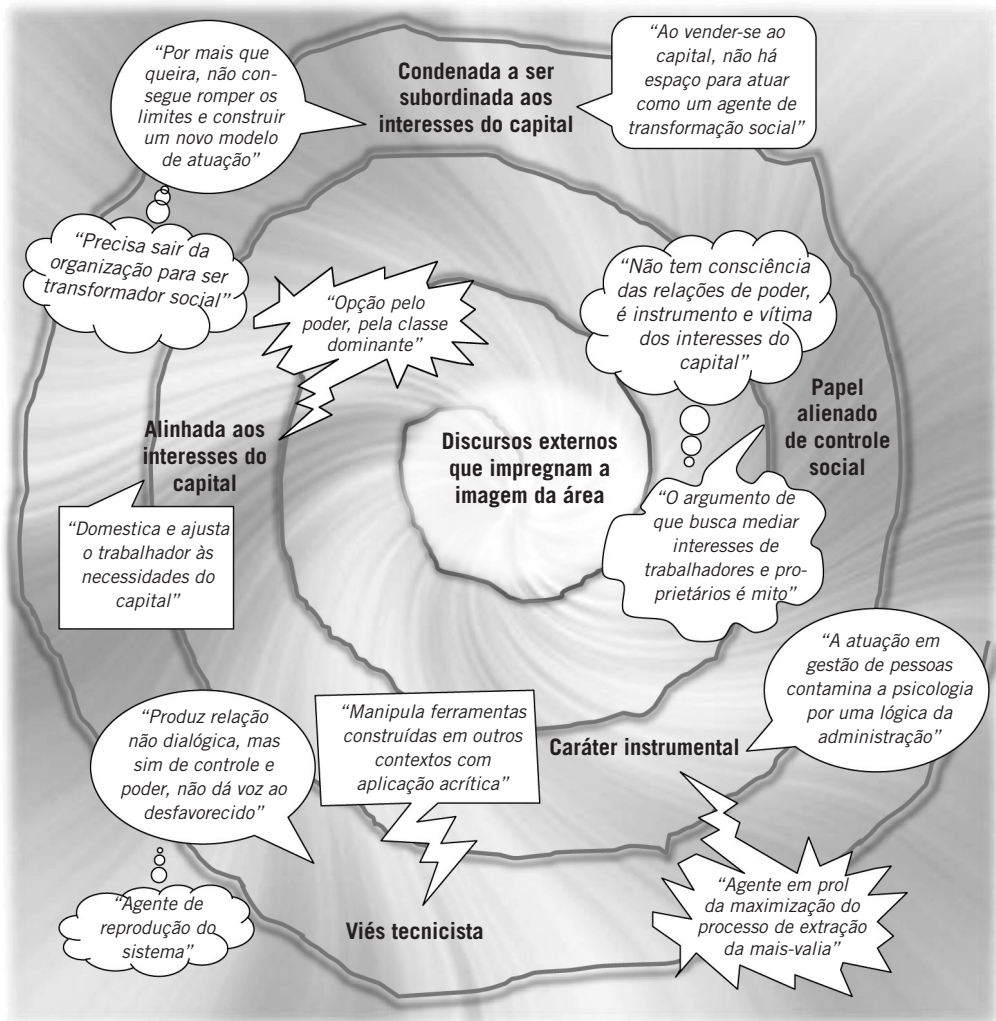 “Por mais que
queira, não con-
segue romper os
limites e construir
um novo modelo
de atuação”
Condenada a ser
subordinada aos
interesses do capital
“Ao vender-se ao
capital, não há
espaço para atuar
como um agente de
transformação social”
“Precisa sair da
organização para ser
transformador social”
“Opção pelo
poder, pela classe
dominante”
“Não tem consciência
das relações de poder,
é instrumento e vítima
dos interesses do
capital”
Alinhada aos
interesses do
capital
Discursos externos
que impregnam a
imagem da área
Papel
alienado
de controle
social
“Domestica e ajusta
o trabalhador às
necessidades do
capital”
“O argumento de
que busca mediar
interesses de
trabalhadores e pro-
prietários é mito”
“A atuação em
gestão de pessoas
contamina a psicologia
por uma lógica da
administração”
“Produz relação
não dialógica, mas
sim de controle e
poder, não dá voz ao
desfavorecido”
“Manipula ferramentas
construídas em outros
contextos com
aplicação acrítica”
Caráter instrumental
“Agente de
reprodução do
sistema”
Viés tecnicista
“Agente em prol
da maximização do
processo de extração
da mais-valia”